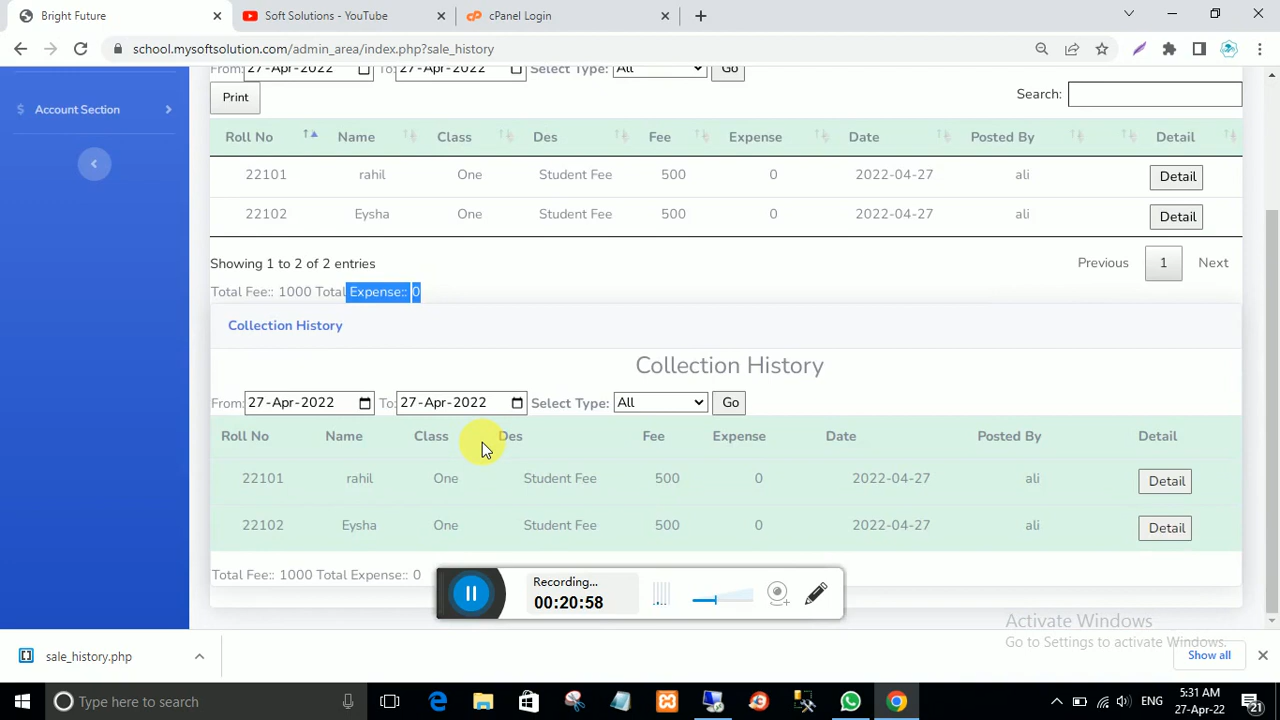 Bright Future
Soft Solutions - YouTube
cPanel Login
school.mysoftsolution.com/admin_area/index.php?sale_history
From: 27-Apr-2022 To: 27-Apr-2022 Select Type: All Go
$ Account Section
Print Search:
Roll No Name Class Des Fee Expense Date Posted By Detail
22101 rahil One Student Fee 500 0 2022-04-27 ali Detail
22102 Eysha One Student Fee 500 0 2022-04-27 ali Detail
Showing 1 to 2 of 2 entries Previous 1 Next
Total Fee:: 1000 Total Expense:: 0
Collection History
Collection History
From: 27-Apr-2022 To: 27-Apr-2022 Select Type: All Go
Roll No Name Class Des Fee Expense Date Posted By Detail
22101 rahil One Student Fee 500 0 2022-04-27 ali Detail
22102 Eysha One Student Fee 500 0 2022-04-27 ali Detail
Total Fee:: 1000 Total Expense:: 0
Recording...
00:20:58
Activate Windows
Go to Settings to activate Windows.
sale_history.php
Show all
Type here to search
ENG
5:31 AM
27-Apr-22
21